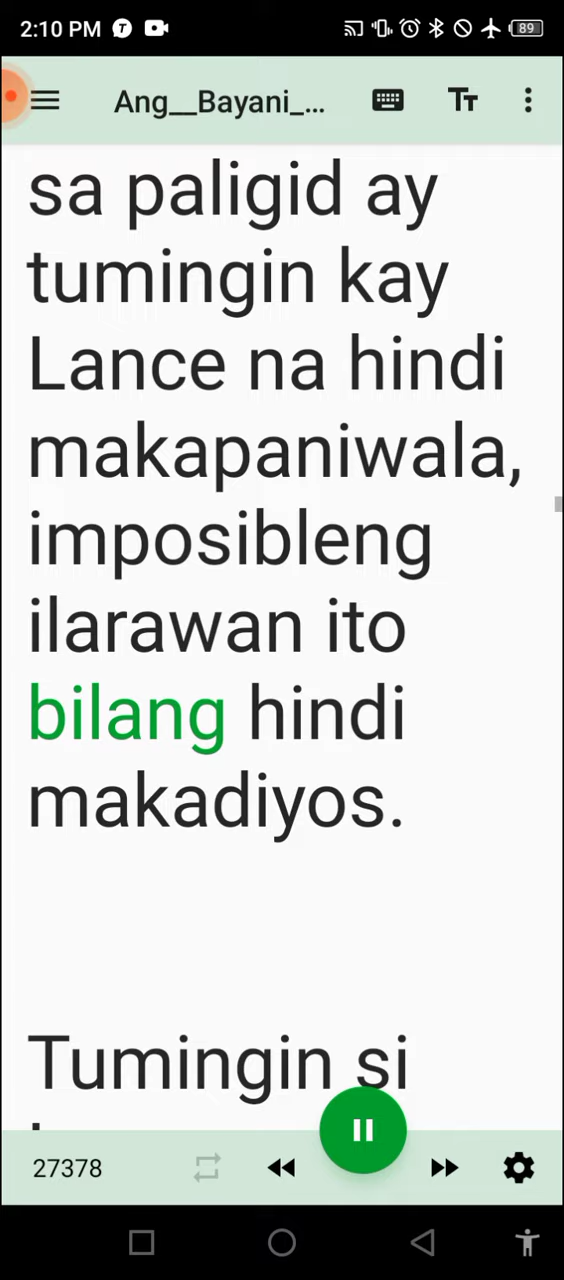 2:10 PM
89
Ang__Bayani_...
sa paligid ay
tumingin kay
Lance na hindi
makapaniwala,
imposibleng
ilarawan ito
bilang hindi
makadiyos.
Tumingin si
27378